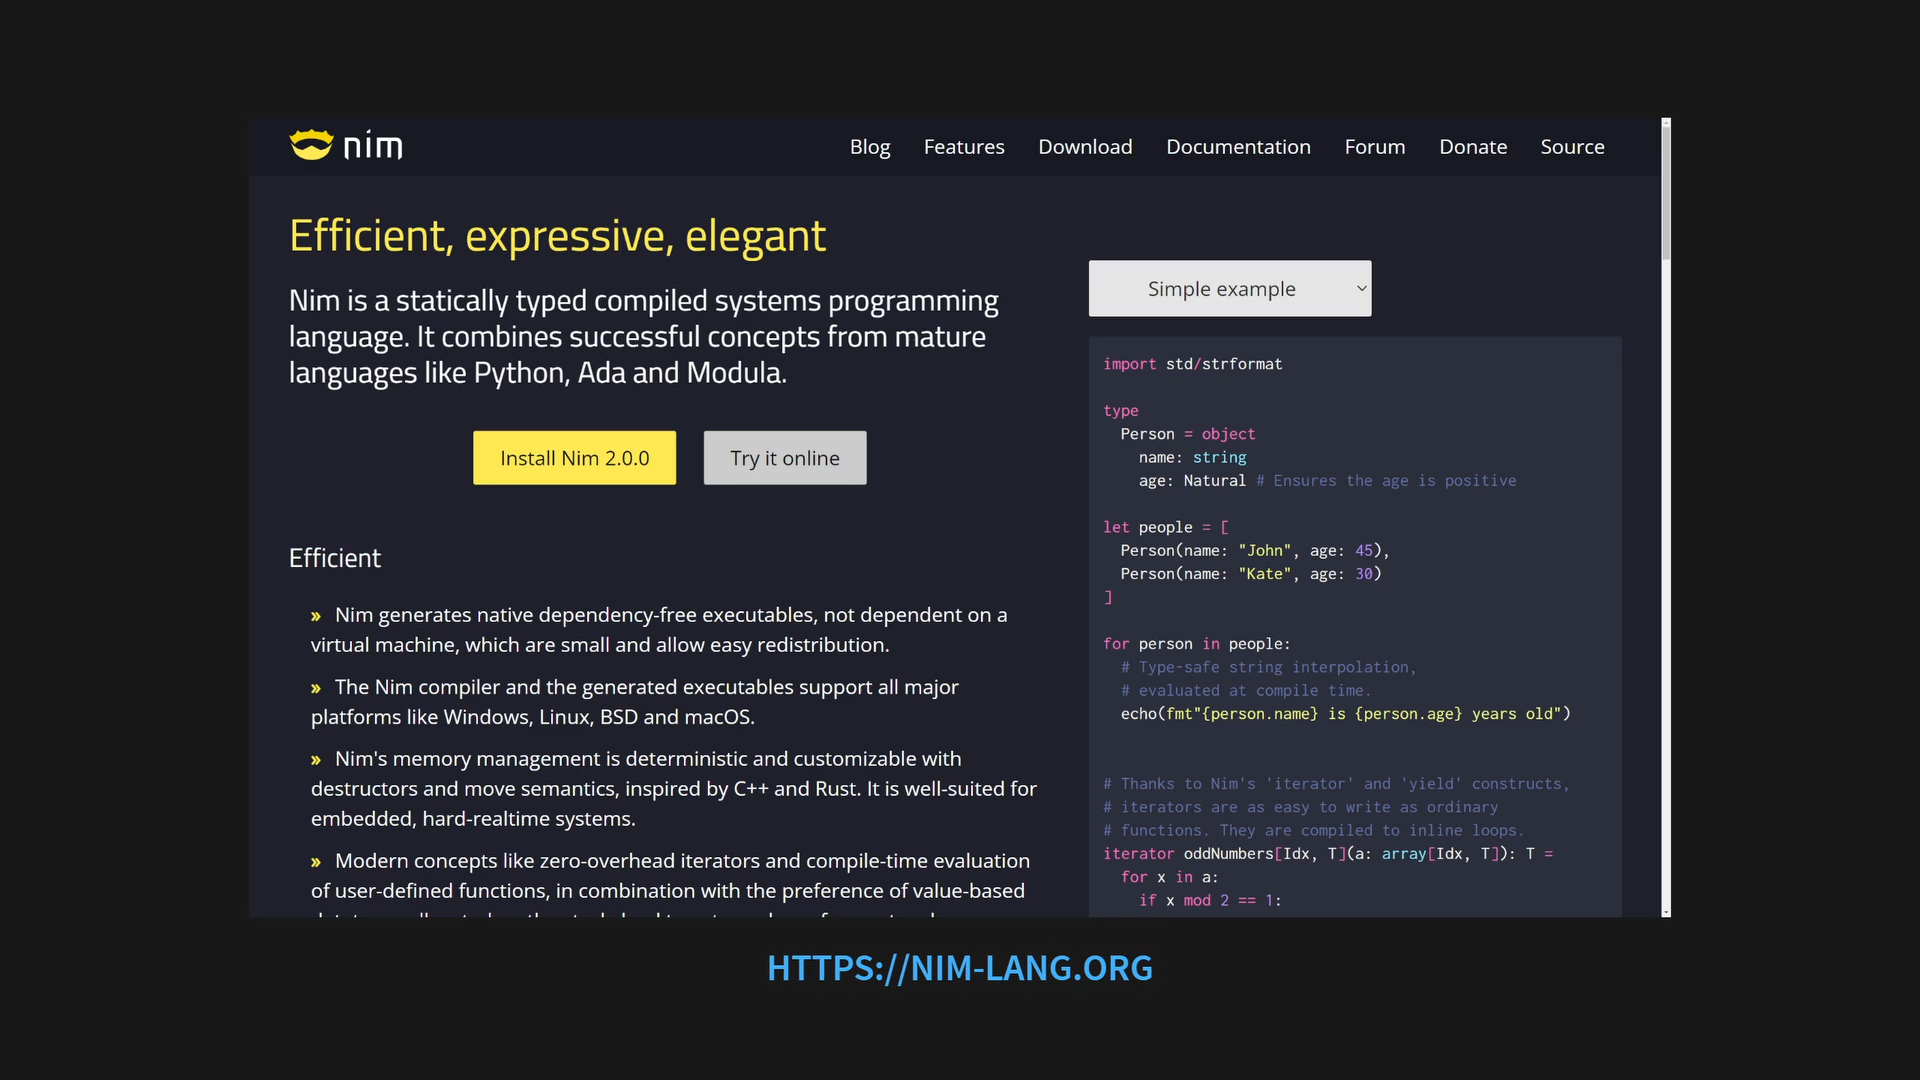 nim
Blog Features Download Documentation Forum Donate Source
Efficient, expressive, elegant
Nim is a statically typed compiled systems programming
language. It combines successful concepts from mature
languages like Python, Ada and Modula.
Install Nim 2.0.0
Try it online
Efficient
» Nim generates native dependency-free executables, not dependent on a
virtual machine, which are small and allow easy redistribution.
» The Nim compiler and the generated executables support all major
platforms like Windows, Linux, BSD and macOS.
» Nim's memory management is deterministic and customizable with
destructors and move semantics, inspired by C++ and Rust. It is well-suited for
embedded, hard-realtime systems.
» Modern concepts like zero-overhead iterators and compile-time evaluation
of user-defined functions, in combination with the preference of value-based
Simple example
import std/strformat
type
  Person = object
    name: string
    age: Natural # Ensures the age is positive
let people = [
  Person(name: "John", age: 45),
  Person(name: "Kate", age: 30)
]
for person in people:
  # Type-safe string interpolation,
  # evaluated at compile time.
  echo(fmt"{person.name} is {person.age} years old")
# Thanks to Nim's 'iterator' and 'yield' constructs,
# iterators are as easy to write as ordinary
# functions. They are compiled to inline loops.
iterator oddNumbers[Idx, T](a: array[Idx, T]): T =
  for x in a:
    if x mod 2 == 1:
HTTPS://NIM-LANG.ORG